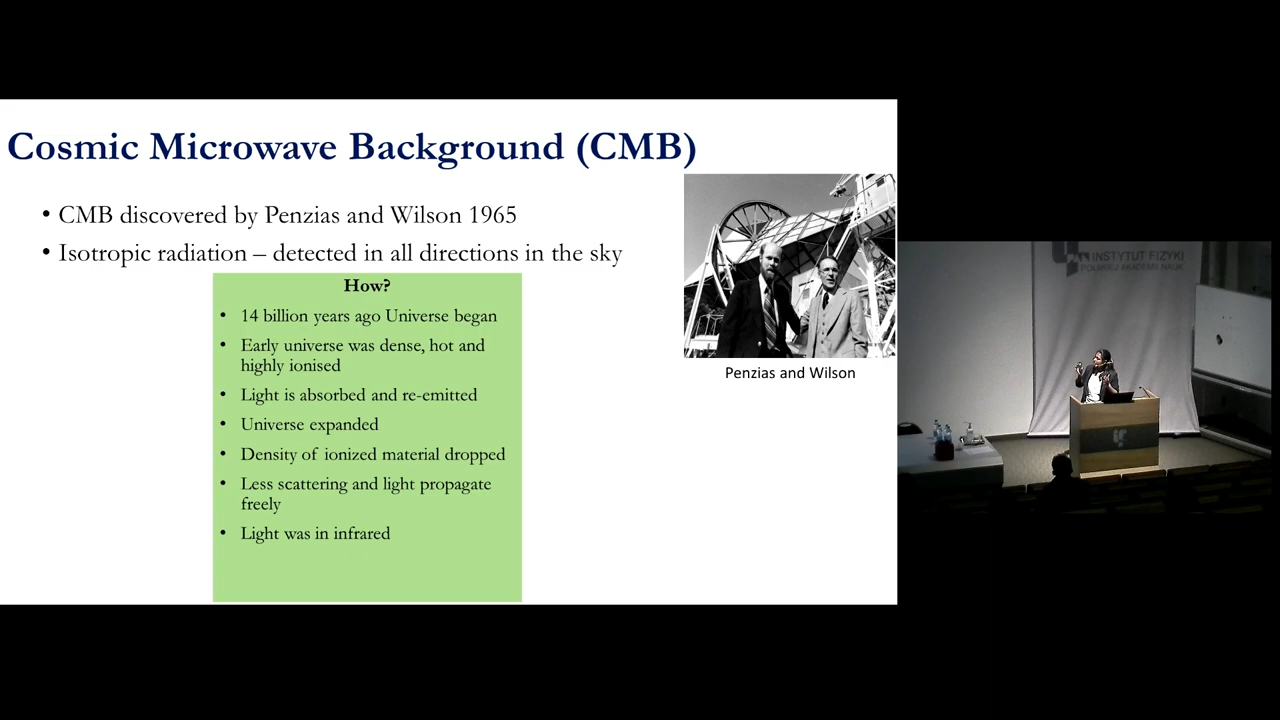 Cosmic Microwave Background (CMB)
• CMB discovered by Penzias and Wilson 1965
• Isotropic radiation – detected in all directions in the sky
How?
• 14 billion years ago Universe began
• Early universe was dense, hot and
highly ionised
• Light is absorbed and re-emitted
• Universe expanded
• Density of ionized material dropped
• Less scattering and light propagate
freely
• Light was in infrared
Penzias and Wilson
INSTYTUT FIZYKI
POLSKIEJ AKADEMII NAUK